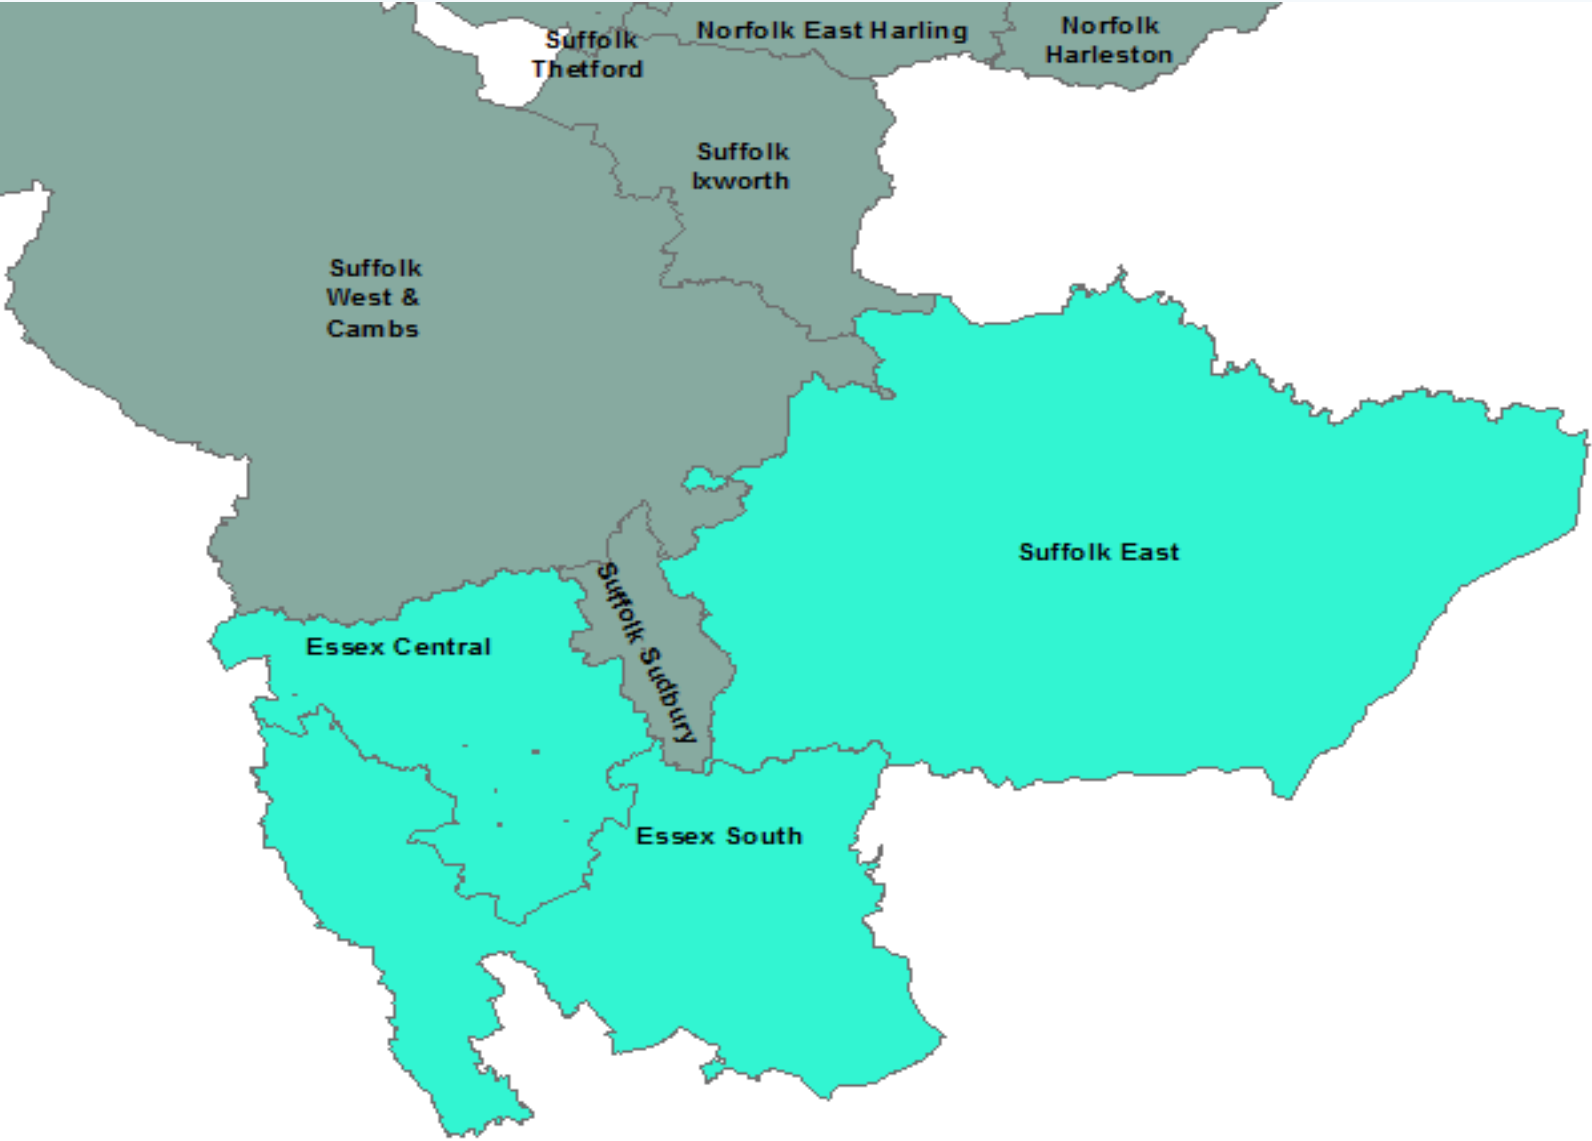 Norfolk East Harling
Norfolk
Harleston
Suffolk
Thetford
Suffolk
Ixworth
Suffolk
West &
Cambs
Suffolk East
Suffolk Sudbury
Essex Central
Essex South